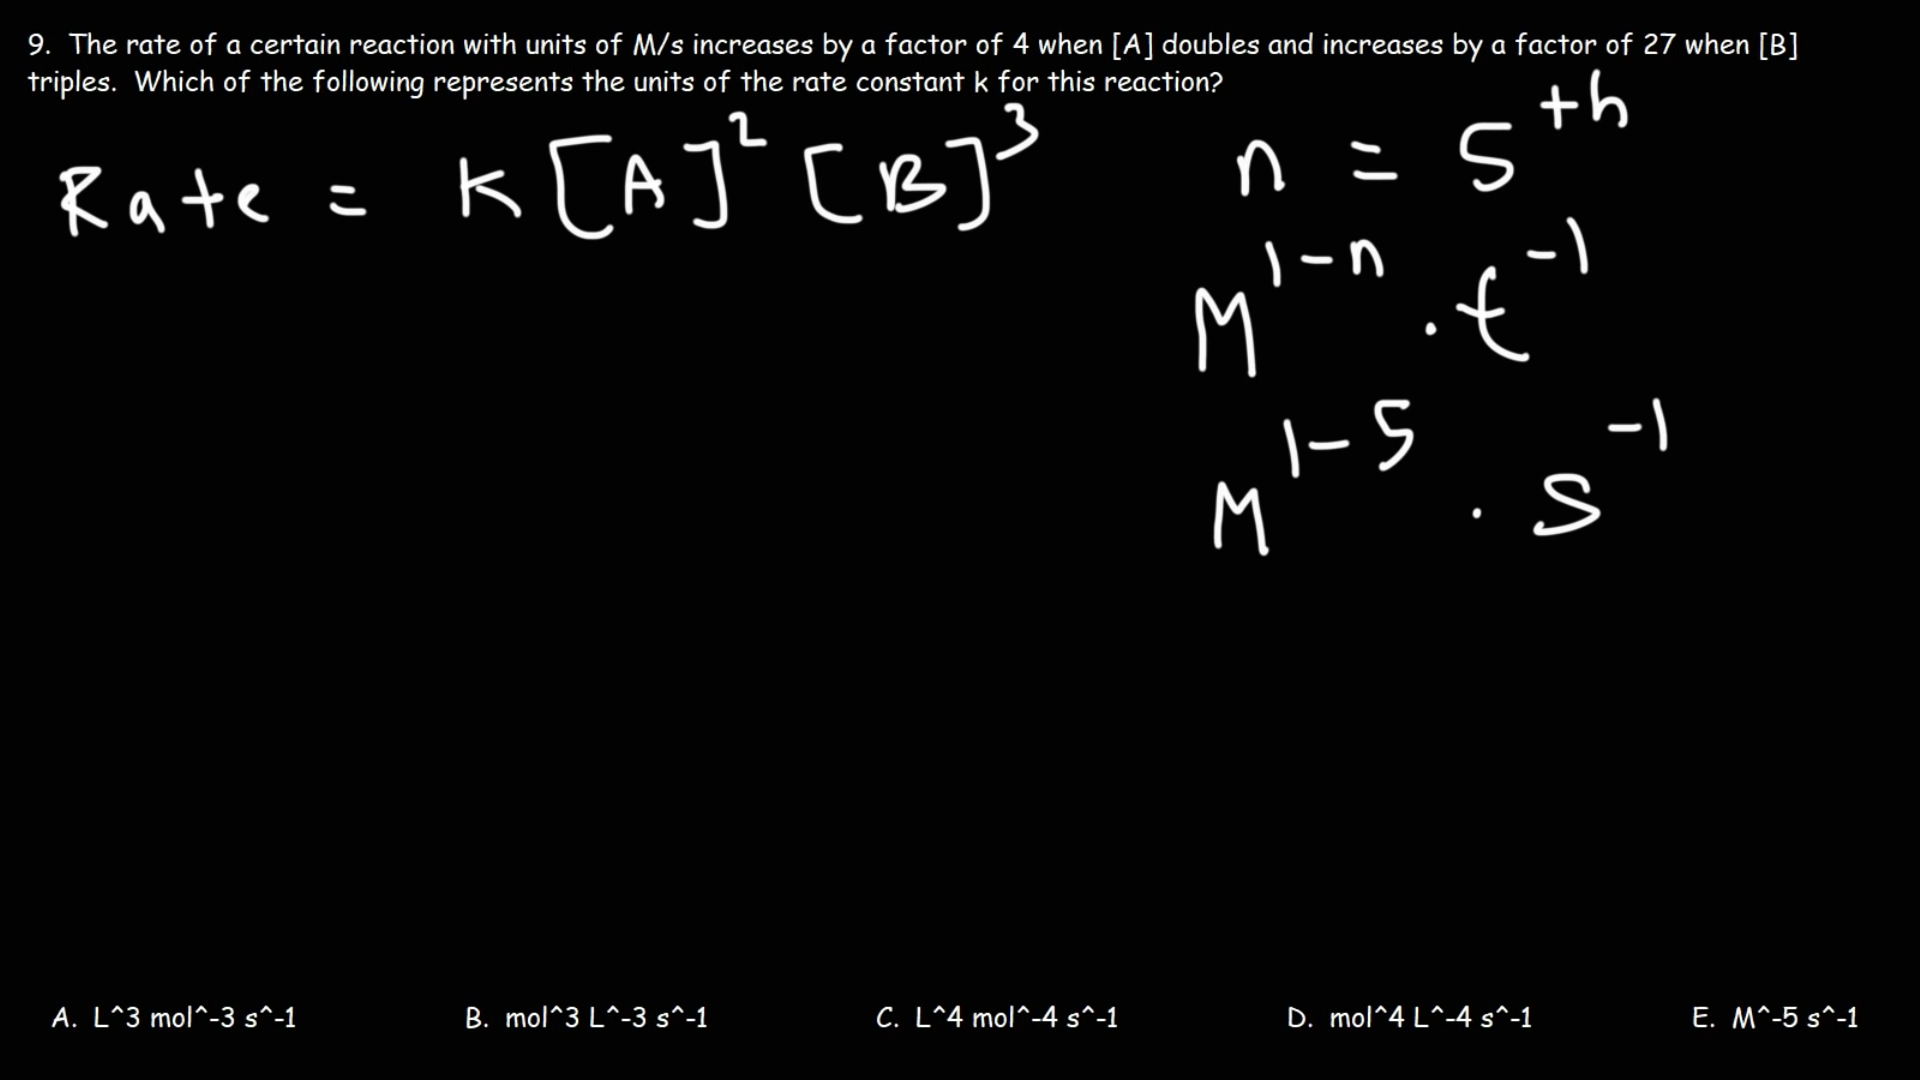 9. The rate of a certain reaction with units of M/s increases by a factor of 4 when [A] doubles and increases by a factor of 27 when [B]
triples. Which of the following represents the units of the rate constant k for this reaction?
Rate = K[A]^2 [B]^3
n = 5^th
M^1-n . t^-1
M^1-5 . s^-1
A. L^3 mol^-3 s^-1 B. mol^3 L^-3 s^-1 C. L^4 mol^-4 s^-1 D. mol^4 L^-4 s^-1 E. M^-5 s^-1